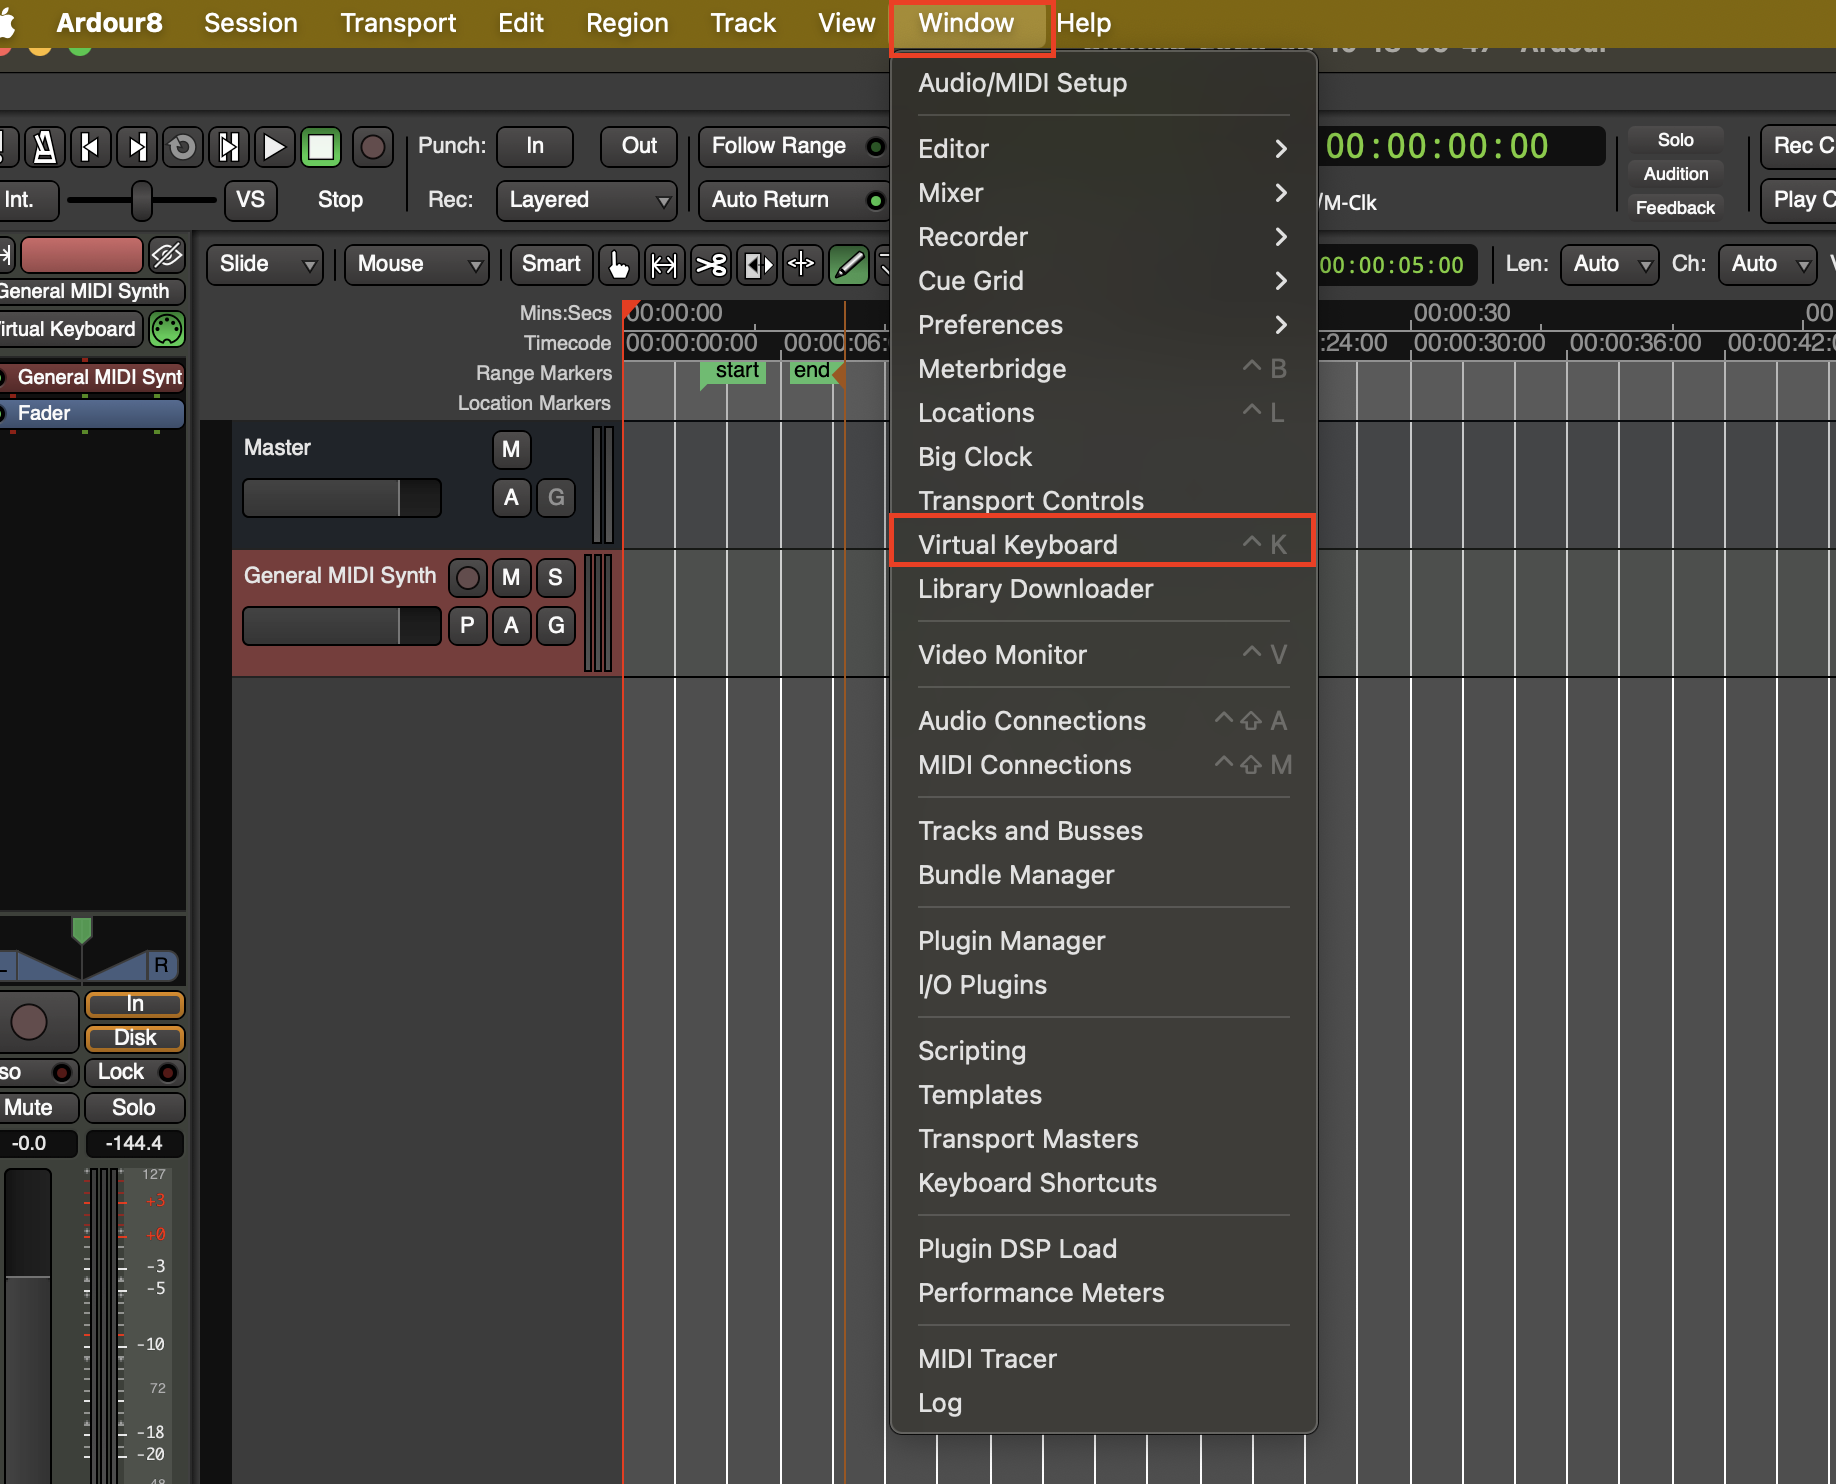 Ardour8 Session Transport Edit Region Track View Window Help
Audio/MIDI Setup
Editor
Mixer
Recorder
Cue Grid
Preferences
Meterbridge ^ B
Locations ^ L
Big Clock
Transport Controls
Virtual Keyboard ^ K
Library Downloader
Video Monitor ^ V
Audio Connections ^ ⇧ A
MIDI Connections ^ ⇧ M
Tracks and Busses
Bundle Manager
Plugin Manager
I/O Plugins
Scripting
Templates
Transport Masters
Keyboard Shortcuts
Plugin DSP Load
Performance Meters
MIDI Tracer
Log
Punch: In Out Follow Range
00:00:00:00
Solo
Audition
Feedback
Rec C
Int. VS Stop Rec: Layered Auto Return
/M-Clk
Play C
Slide Mouse Smart
00:00:05:00 Len: Auto Ch: Auto
General MIDI Synth
irtual Keyboard
General MIDI Synt
Fader
Mins:Secs 00:00:00 00:00:30 00
Timecode 00:00:00:00 00:00:06: :24:00 00:00:30:00 00:00:36:00 00:00:42:0
Range Markers start end
Location Markers
Master M
A G
General MIDI Synth M S
P A G
L R
In
Disk
so Lock
Mute Solo
-0.0 -144.4
127
+3
+0
-3
-5
-10
72
-18
-20